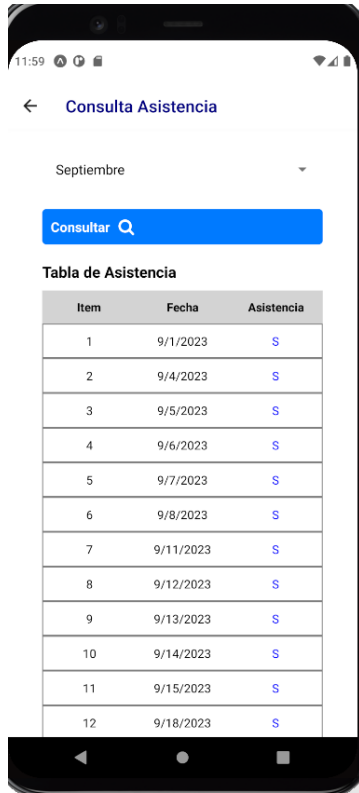 11:59
Consulta Asistencia
Septiembre
Consultar
Tabla de Asistencia
Item Fecha Asistencia
1 9/1/2023 S
2 9/4/2023 S
3 9/5/2023 S
4 9/6/2023 S
5 9/7/2023 S
6 9/8/2023 S
7 9/11/2023 S
8 9/12/2023 S
9 9/13/2023 S
10 9/14/2023 S
11 9/15/2023 S
12 9/18/2023 S